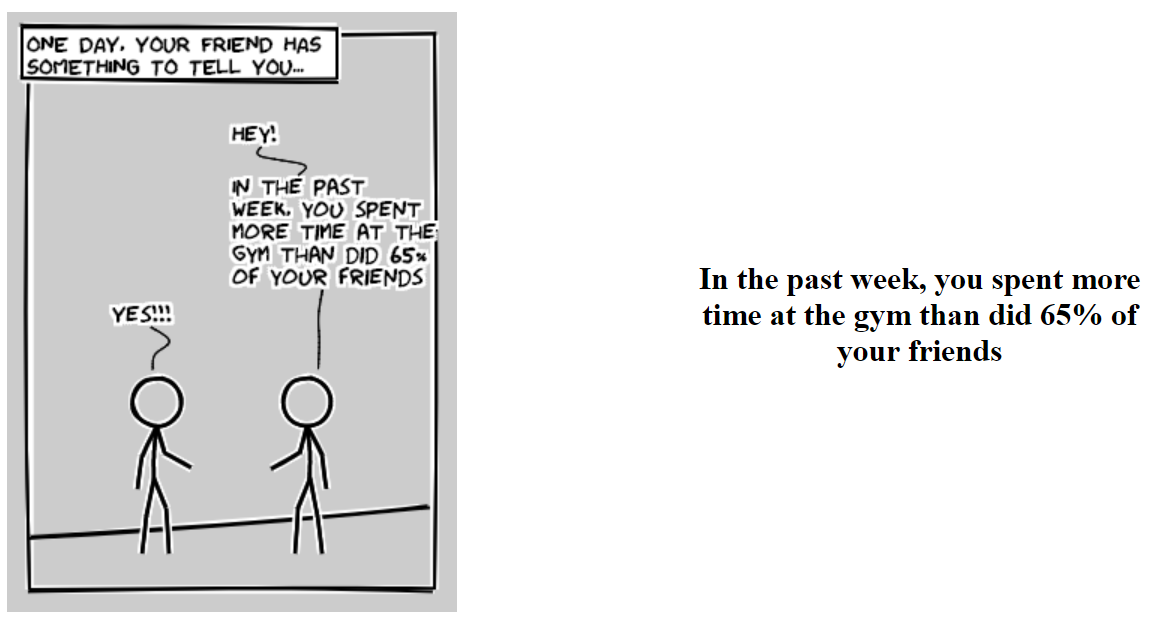 ONE DAY, YOUR FRIEND HAS
SOMETHING TO TELL YOU...
HEY!
IN THE PAST
WEEK, YOU SPENT
MORE TIME AT THE
GYM THAN DID 65%
OF YOUR FRIENDS
YES!!!
In the past week, you spent more
time at the gym than did 65% of
your friends